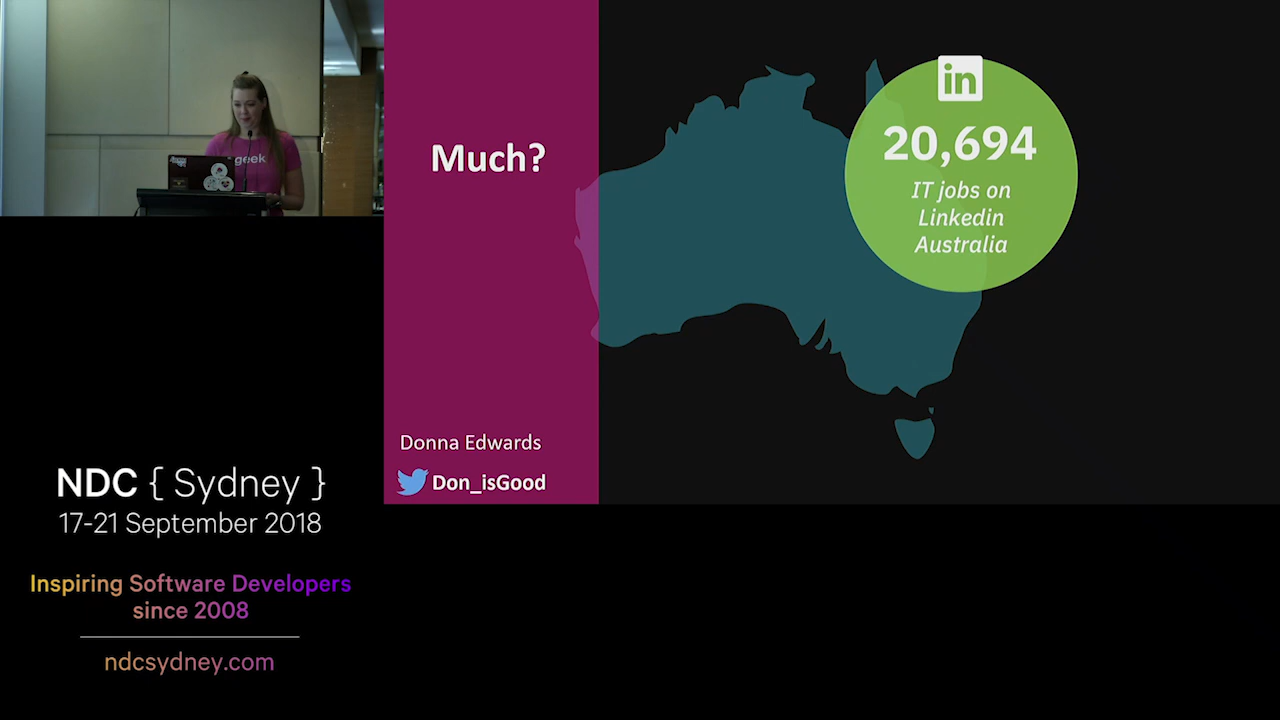 geek
Much?
in
20,694
IT jobs on
Linkedin
Australia
Donna Edwards
Don_isGood
NDC { Sydney }
17-21 September 2018
Inspiring Software Developers
since 2008
ndcsydney.com